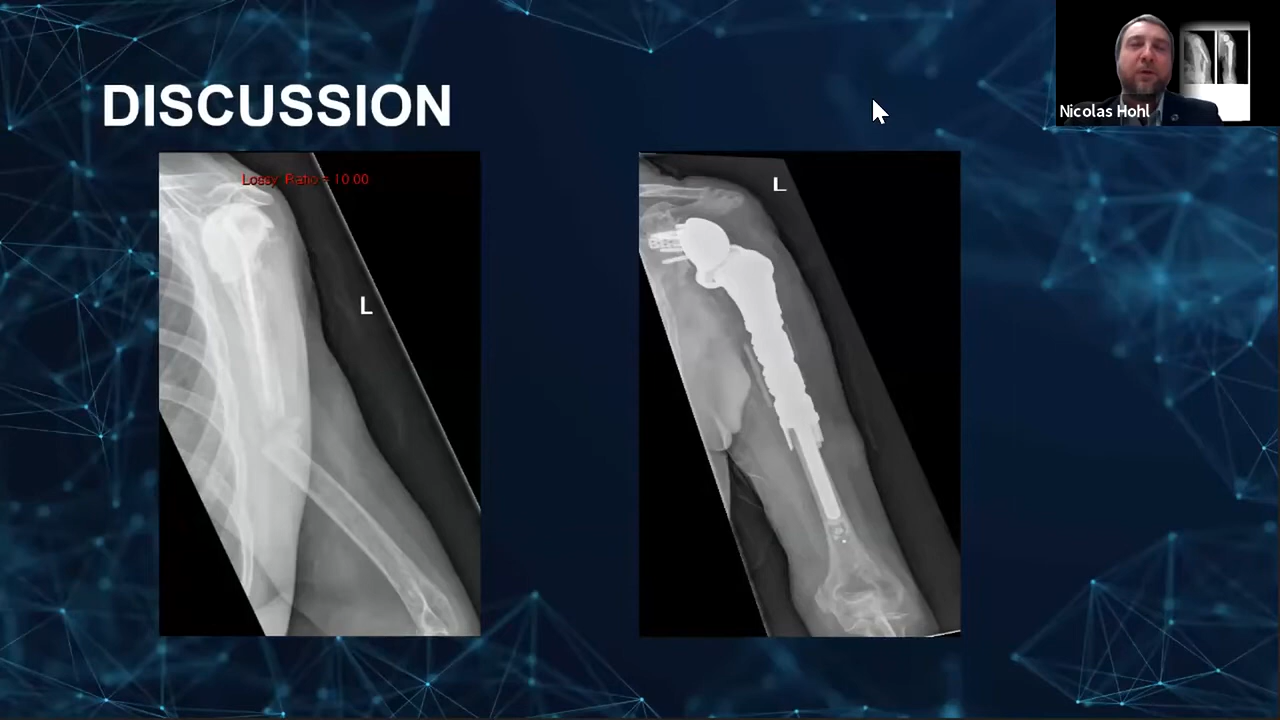 DISCUSSION
Nicolas Hohl
Lossy Ratio = 10.00
L
L